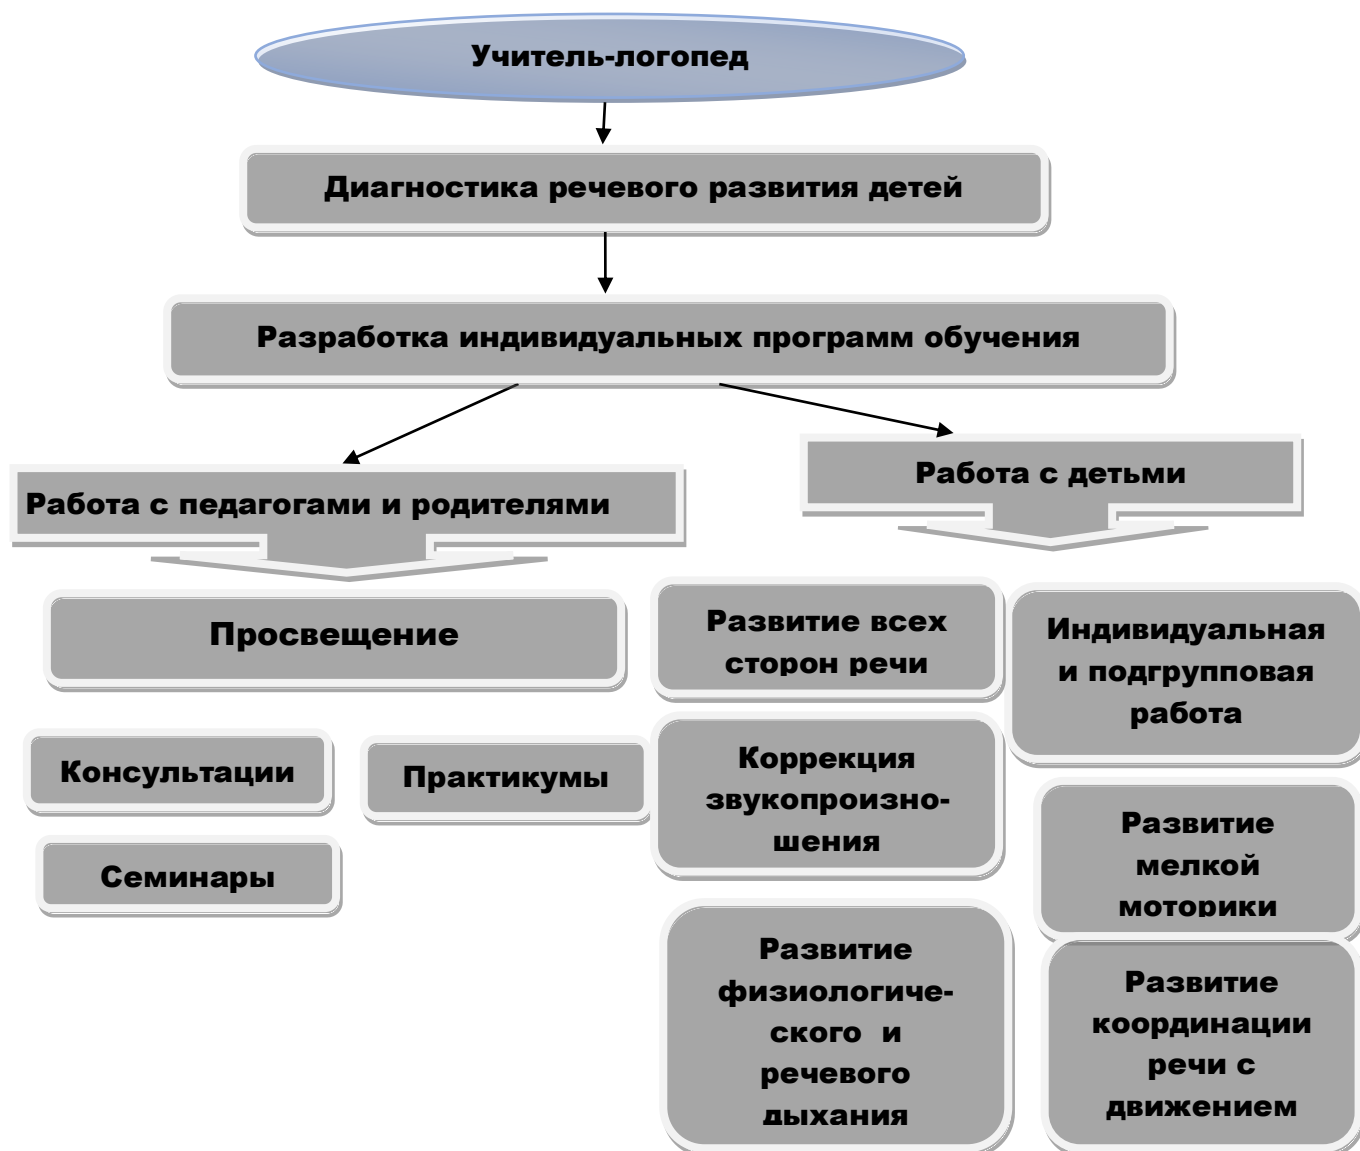 Учитель-логопед
Диагностика речевого развития детей
Разработка индивидуальных программ обучения
Работа с педагогами и родителями
Работа с детьми
Просвещение
Консультации
Практикумы
Семинары
Развитие всех
сторон речи
Индивидуальная
и подгрупповая
работа
Коррекция
звукопроизно-
шения
Развитие
мелкой
моторики
Развитие
физиологиче-
ского и
речевого
дыхания
Развитие
координации
речи с
движением